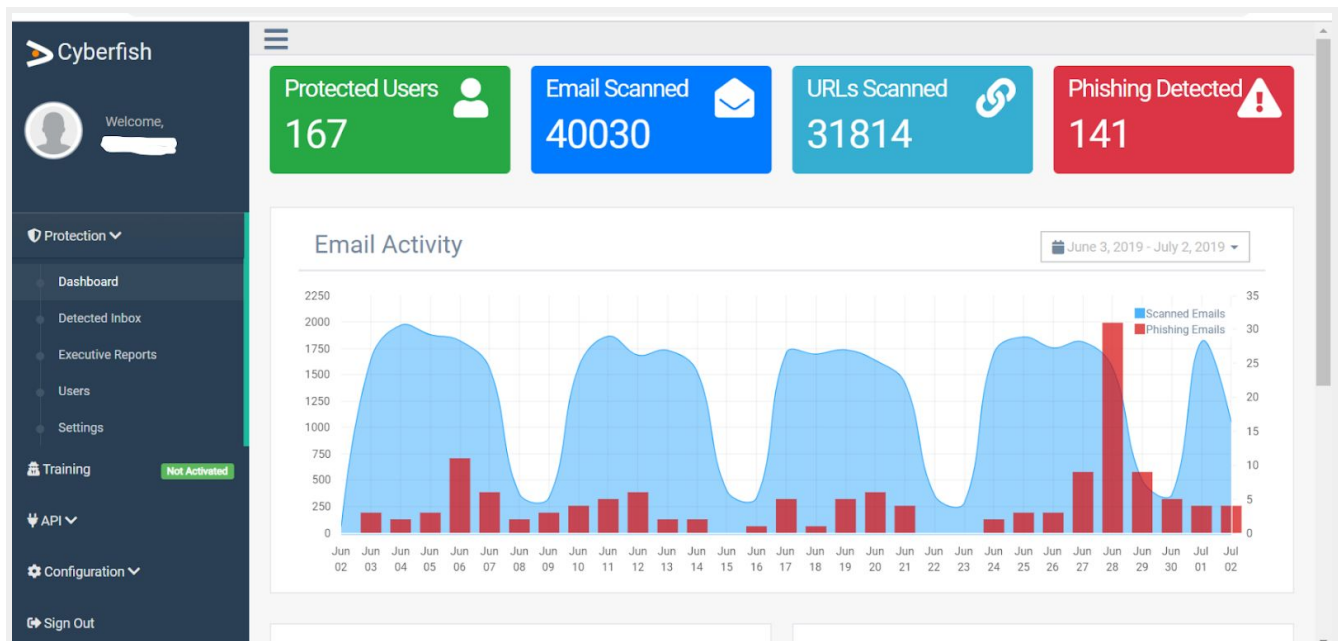 Cyberfish
Welcome,
Protection
Dashboard
Detected Inbox
Executive Reports
Users
Settings
Training Not Activated
API
Configuration
Sign Out
Protected Users
167
Email Scanned
40030
URLs Scanned
31814
Phishing Detected
141
Email Activity
June 3, 2019 - July 2, 2019
Scanned Emails
Phishing Emails
2250
2000
1750
1500
1250
1000
750
500
250
0
35
30
25
20
15
10
5
0
Jun Jun Jun Jun Jun Jun Jun Jun Jun Jun Jun Jun Jun Jun Jun Jun Jun Jun Jun Jun Jun Jun Jun Jun Jun Jun Jun Jun Jun Jul Jul
02 03 04 05 06 07 08 09 10 11 12 13 14 15 16 17 18 19 20 21 22 23 24 25 26 27 28 29 30 01 02